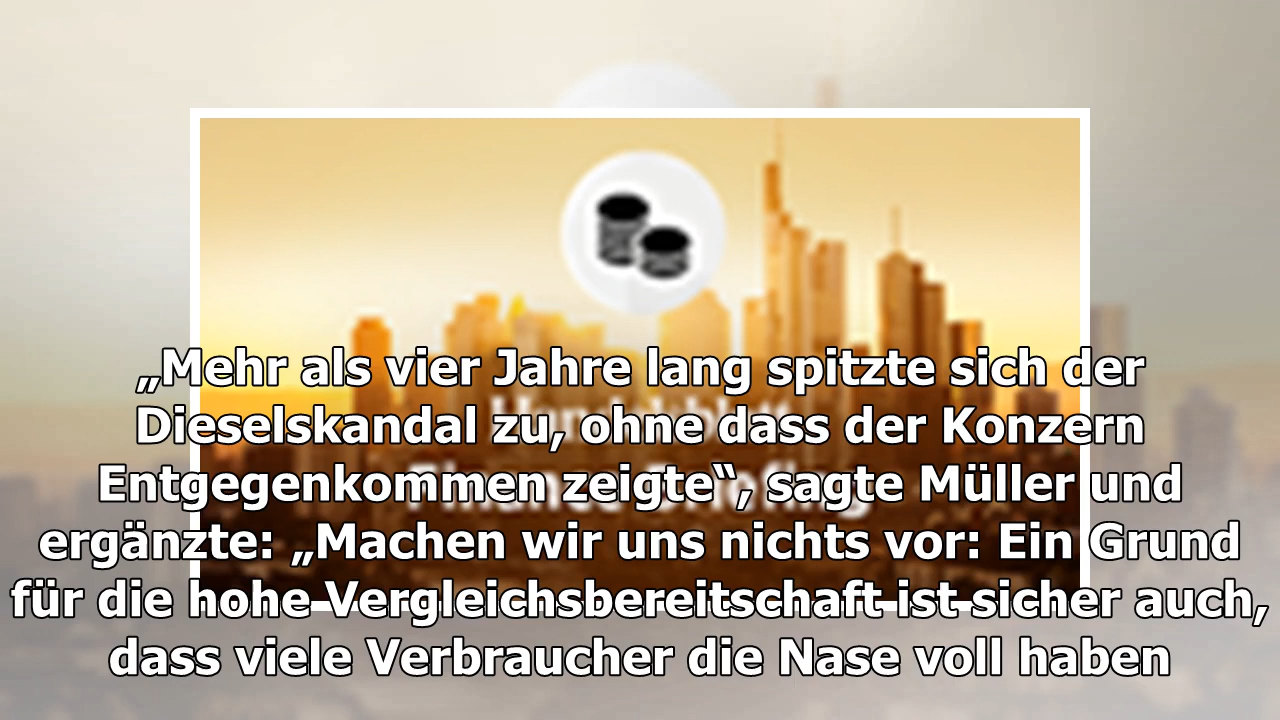 „Mehr als vier Jahre lang spitzte sich der
Dieselskandal zu, ohne dass der Konzern
Entgegenkommen zeigte“, sagte Müller und
ergänzte: „Machen wir uns nichts vor: Ein Grund
für die hohe Vergleichsbereitschaft ist sicher auch,
dass viele Verbraucher die Nase voll haben